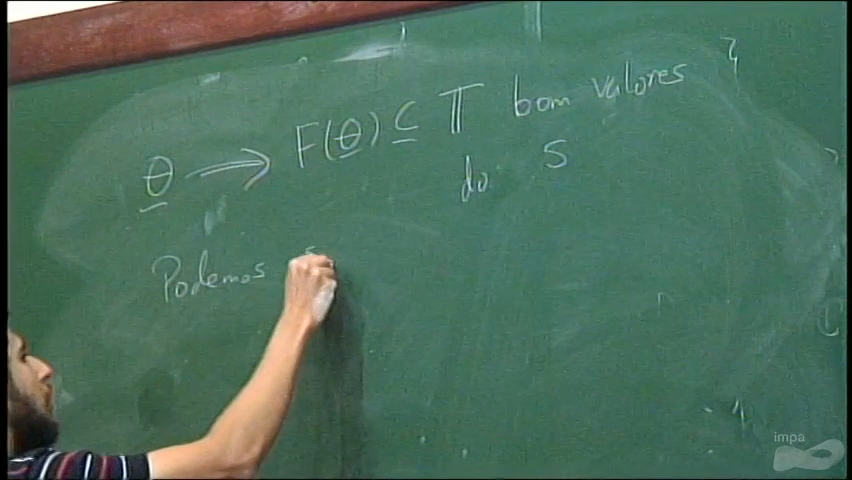 θ ⟹ F(θ) ⊆ 𝕋 bom valores
do S
Podemos
impa